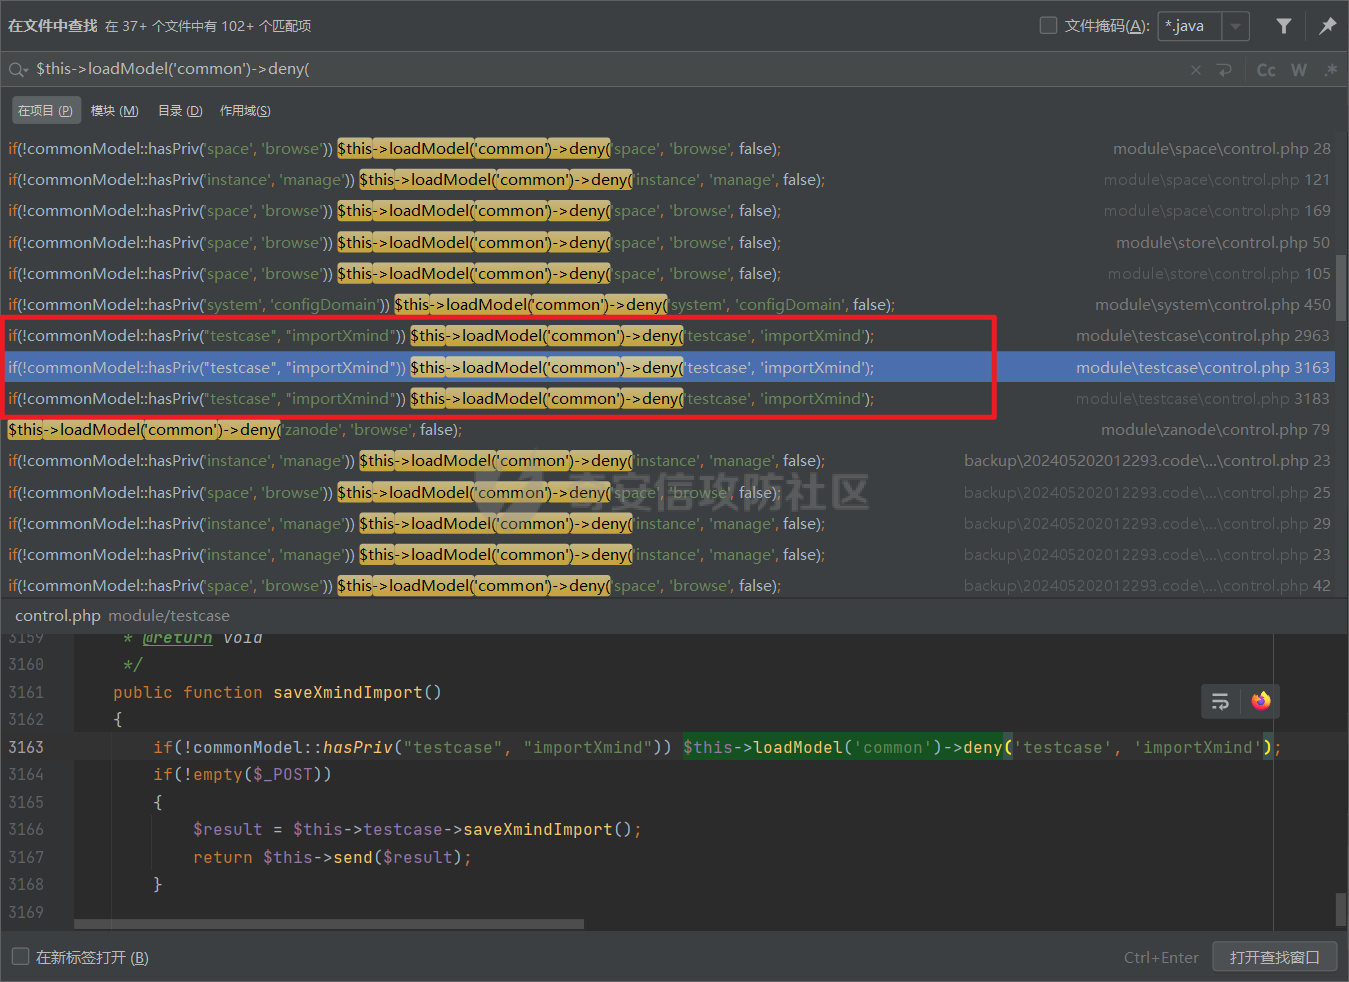 在文件中查找 在 37+ 个文件中有 102+ 个匹配项 文件掩码(A): *.java
$this->loadModel('common')->deny( Cc W .*
在项目 (P) 模块 (M) 目录 (D) 作用域(S)
if(!commonModel::hasPriv('space', 'browse')) $this->loadModel('common')->deny('space', 'browse', false); module\space\control.php 28
if(!commonModel::hasPriv('instance', 'manage')) $this->loadModel('common')->deny('instance', 'manage', false); module\space\control.php 121
if(!commonModel::hasPriv('space', 'browse')) $this->loadModel('common')->deny('space', 'browse', false); module\space\control.php 169
if(!commonModel::hasPriv('space', 'browse')) $this->loadModel('common')->deny('space', 'browse', false); module\store\control.php 50
if(!commonModel::hasPriv('space', 'browse')) $this->loadModel('common')->deny('space', 'browse', false); module\store\control.php 105
if(!commonModel::hasPriv('system', 'configDomain')) $this->loadModel('common')->deny('system', 'configDomain', false); module\system\control.php 450
if(!commonModel::hasPriv("testcase", "importXmind")) $this->loadModel('common')->deny('testcase', 'importXmind'); module\testcase\control.php 2963
if(!commonModel::hasPriv("testcase", "importXmind")) $this->loadModel('common')->deny('testcase', 'importXmind'); module\testcase\control.php 3163
if(!commonModel::hasPriv("testcase", "importXmind")) $this->loadModel('common')->deny('testcase', 'importXmind'); module\testcase\control.php 3183
$this->loadModel('common')->deny('zanode', 'browse', false); module\zanode\control.php 79
if(!commonModel::hasPriv('instance', 'manage')) $this->loadModel('common')->deny('instance', 'manage', false); backup\202405202012293.code\...\control.php 23
if(!commonModel::hasPriv('space', 'browse')) $this->loadModel('common')->deny('space', 'browse', false); backup\202405202012293.code\...\control.php 25
奇安信攻防社区
if(!commonModel::hasPriv('instance', 'manage')) $this->loadModel('common')->deny('instance', 'manage', false); backup\202405202012293.code\...\control.php 29
if(!commonModel::hasPriv('instance', 'manage')) $this->loadModel('common')->deny('instance', 'manage', false); backup\202405202012293.code\...\control.php 23
if(!commonModel::hasPriv('space', 'browse')) $this->loadModel('common')->deny('space', 'browse', false); backup\202405202012293.code\...\control.php 42
control.php module/testcase
3159 * @return void
3160 */
3161 public function saveXmindImport()
3162 {
3163 if(!commonModel::hasPriv("testcase", "importXmind")) $this->loadModel('common')->deny('testcase', 'importXmind');
3164 if(!empty($_POST))
3165 {
3166 $result = $this->testcase->saveXmindImport();
3167 return $this->send($result);
3168 }
3169
在新标签打开 (B) Ctrl+Enter 打开查找窗口